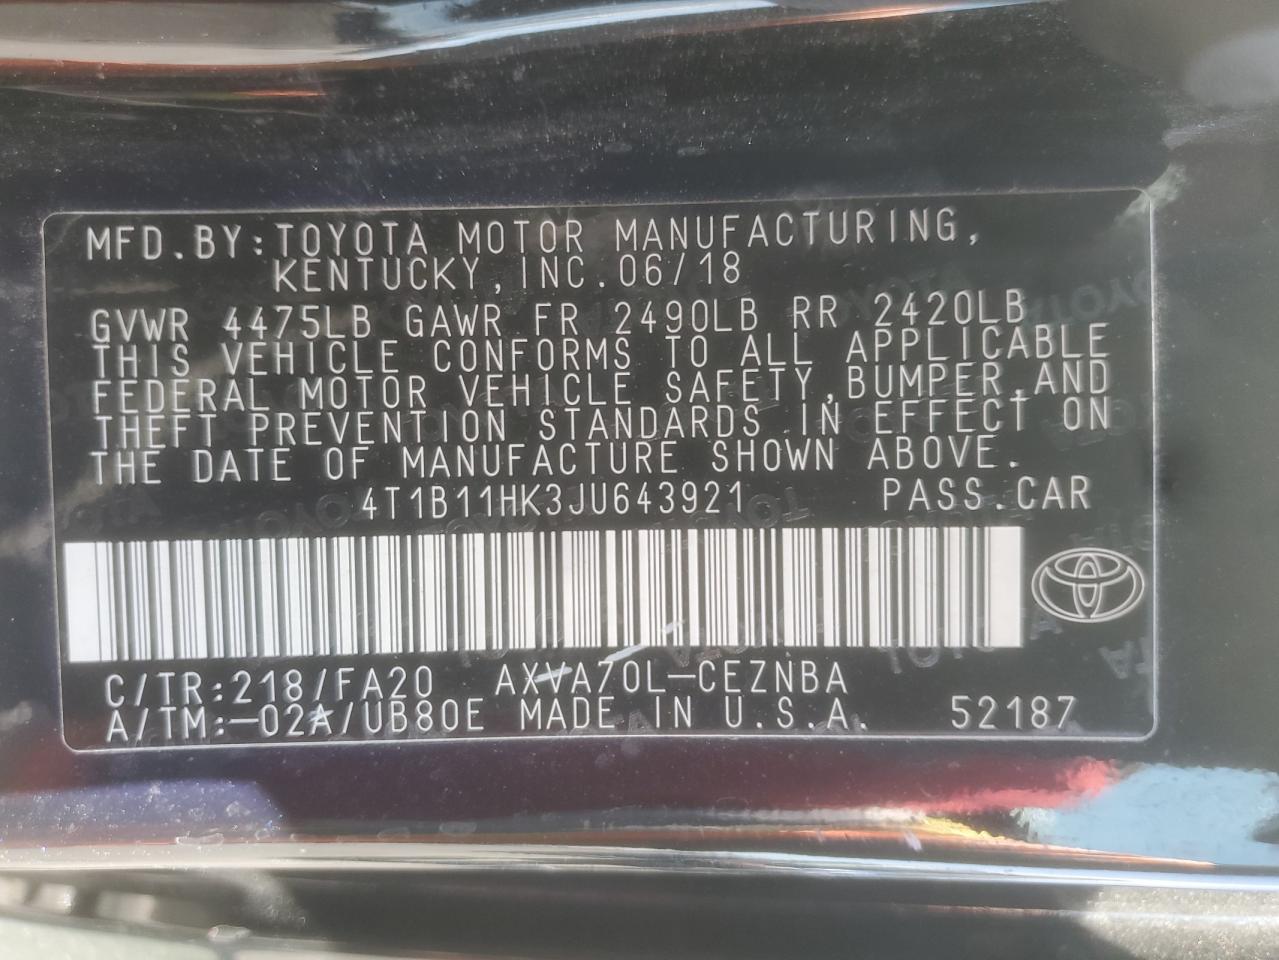 MFD.BY:TOYOTA MOTOR MANUFACTURING,
KENTUCKY,INC.06/18
GVWR 4475LB GAWR FR 2490LB RR 2420LB
THIS VEHICLE CONFORMS TO ALL APPLICABLE
FEDERAL MOTOR VEHICLE SAFETY,BUMPER,AND
THEFT PREVENTION STANDARDS IN EFFECT ON
THE DATE OF MANUFACTURE SHOWN ABOVE.
4T1B11HK3JU643921 PASS.CAR
C/TR:218/FA20 AXVA70L-CEZNBA
A/TM:-02A/UB80E MADE IN U.S.A. 52187